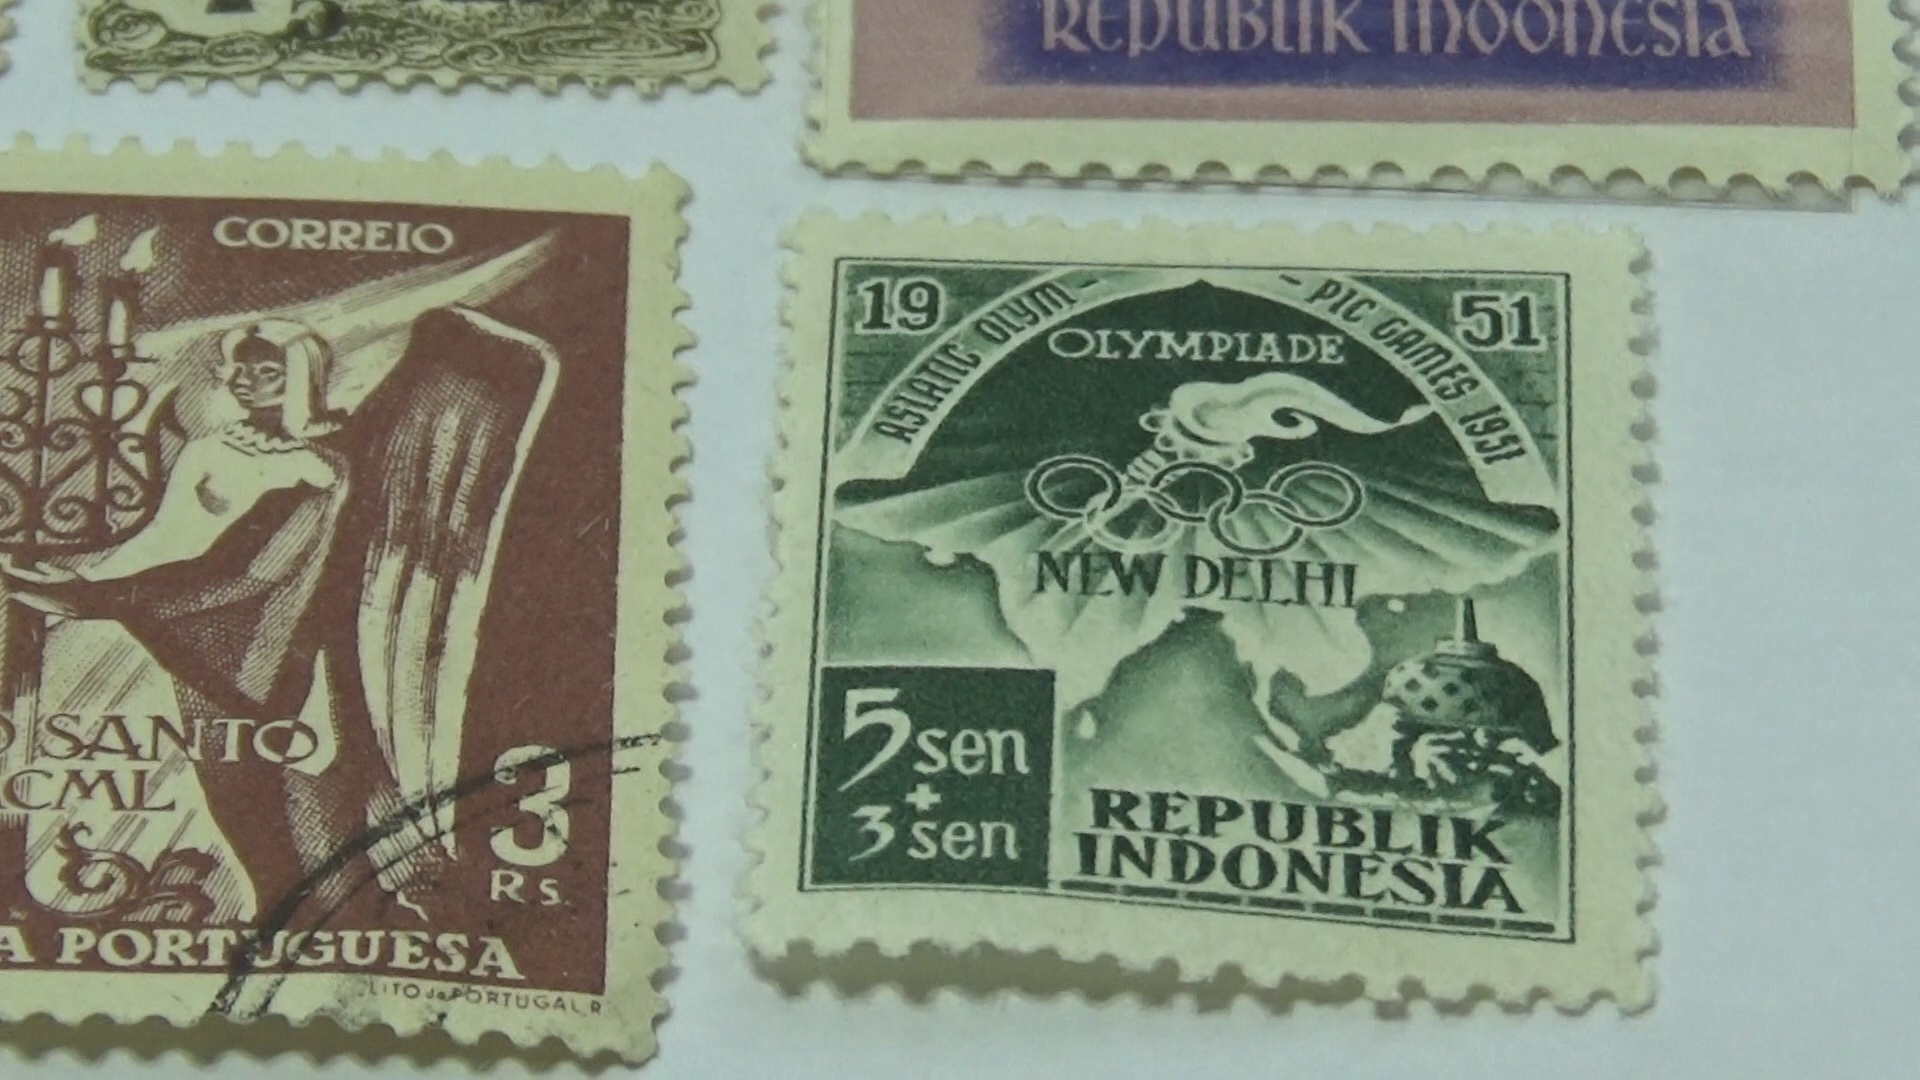 REPUBLIK INDONESIA
CORREIO
SANTO
3
Rs.
PORTUGUESA
LITO de PORTUGAL
19 51
ASIATIC OLYM-
-PIC GAMES 1951
OLYMPIADE
NEW DELHI
5 sen
+
3 sen
REPUBLIK
INDONESIA